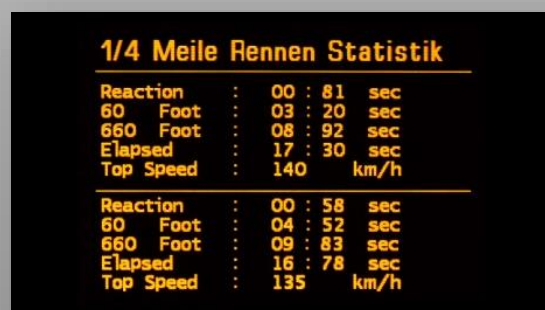 1/4 Meile Rennen Statistik
Reaction : 00 : 81 sec
60 Foot : 03 : 20 sec
660 Foot : 08 : 92 sec
Elapsed : 17 : 30 sec
Top Speed : 140 km/h
Reaction : 00 : 58 sec
60 Foot : 04 : 52 sec
660 Foot : 09 : 83 sec
Elapsed : 16 : 78 sec
Top Speed : 135 km/h